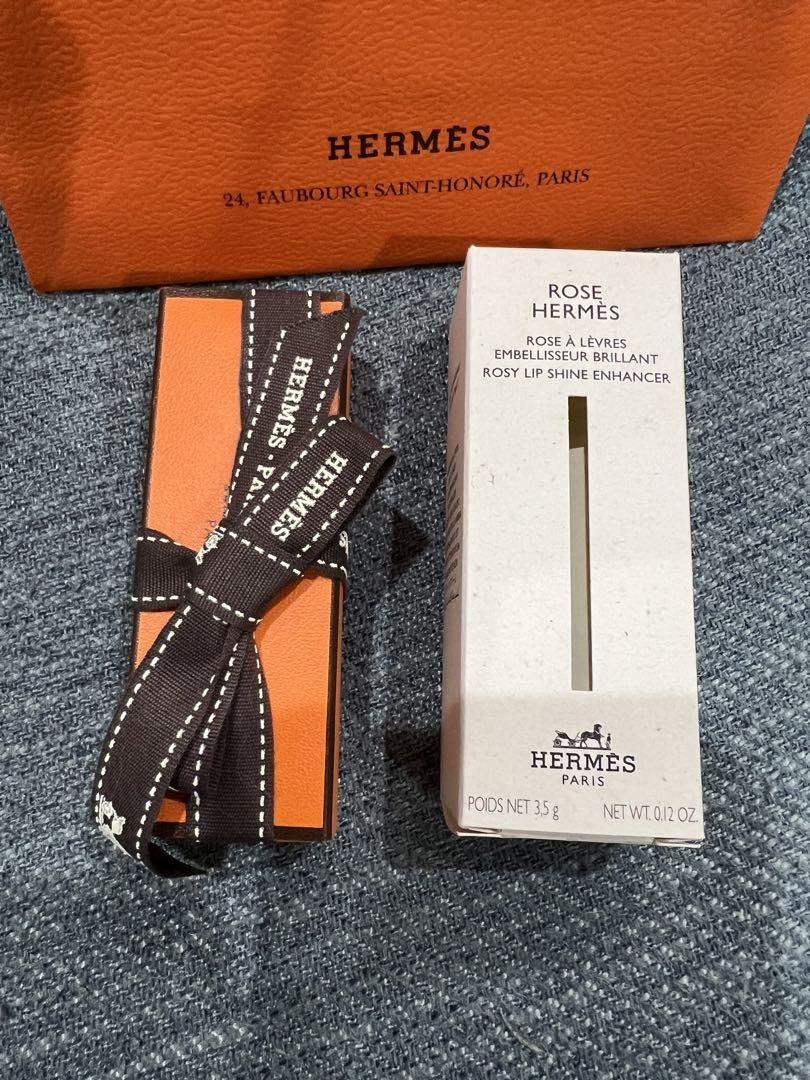 HERMÈS
24, FAUBOURG SAINT-HONORÉ, PARIS
HERMÈS
HERMÈS
ROSE
HERMÈS
ROSE À LÈVRES
EMBELLISSEUR BRILLANT
ROSY LIP SHINE ENHANCER
HERMÈS
PARIS
POIDS NET 3,5 g NET WT. 0.12 OZ.